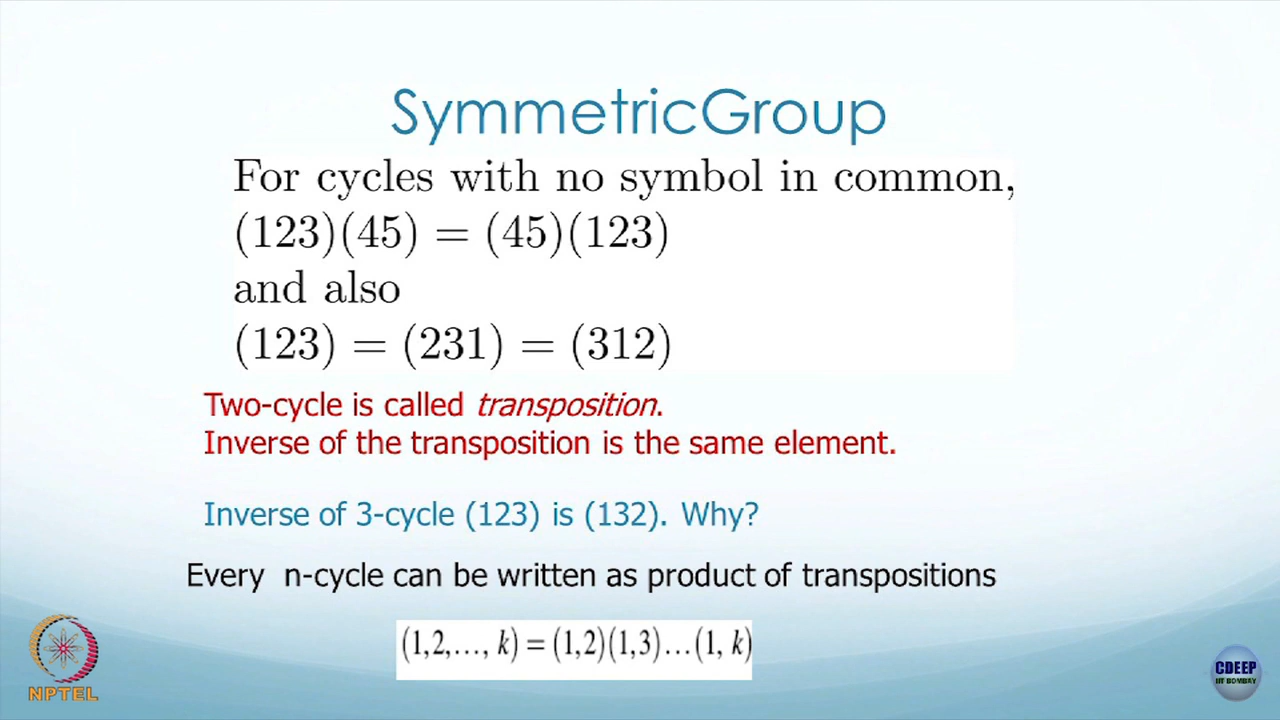 SymmetricGroup
For cycles with no symbol in common,
(123)(45) = (45)(123)
and also
(123) = (231) = (312)
Two-cycle is called transposition.
Inverse of the transposition is the same element.
Inverse of 3-cycle (123) is (132). Why?
Every n-cycle can be written as product of transpositions
(1,2,..., k) = (1,2)(1,3)...(1, k)
NPTEL
CDEEP
IIT BOMBAY